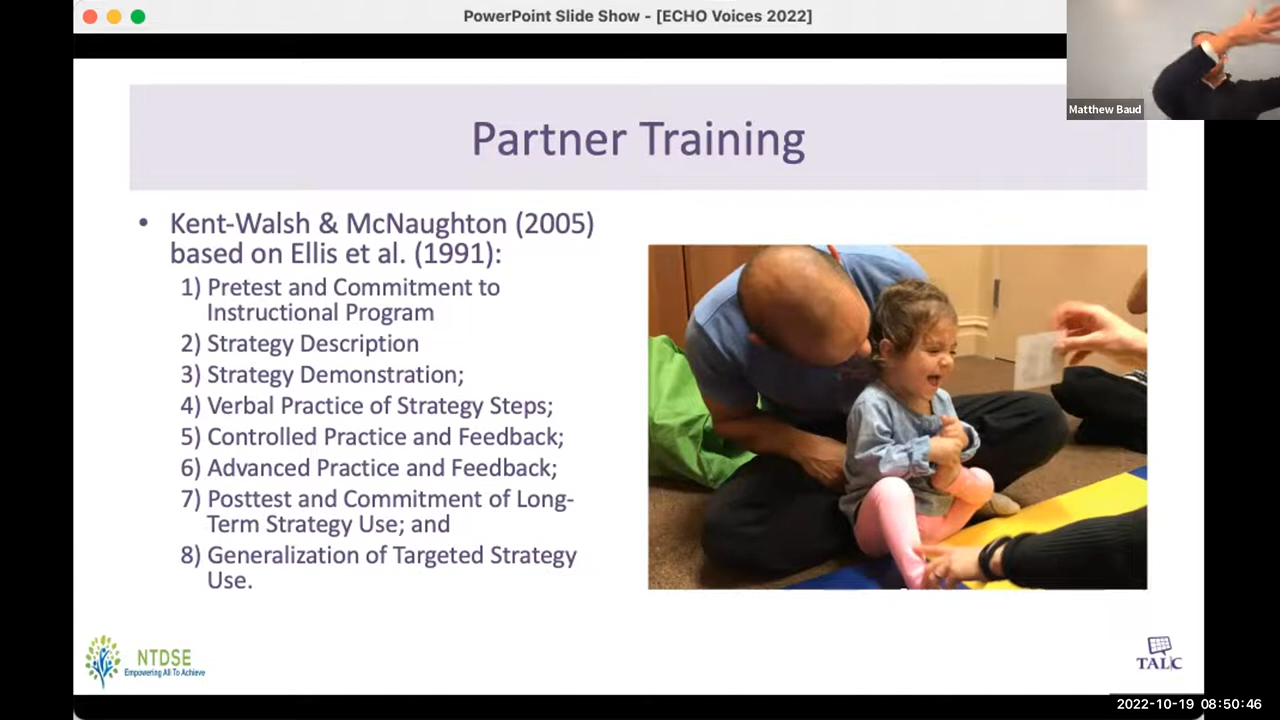 PowerPoint Slide Show - [ECHO Voices 2022]
Matthew Baud
Partner Training
• Kent-Walsh & McNaughton (2005)
based on Ellis et al. (1991):
1) Pretest and Commitment to
Instructional Program
2) Strategy Description
3) Strategy Demonstration;
4) Verbal Practice of Strategy Steps;
5) Controlled Practice and Feedback;
6) Advanced Practice and Feedback;
7) Posttest and Commitment of Long-
Term Strategy Use; and
8) Generalization of Targeted Strategy
Use.
NTDSE
Empowering All To Achieve
TALC
2022-10-19 08:50:46